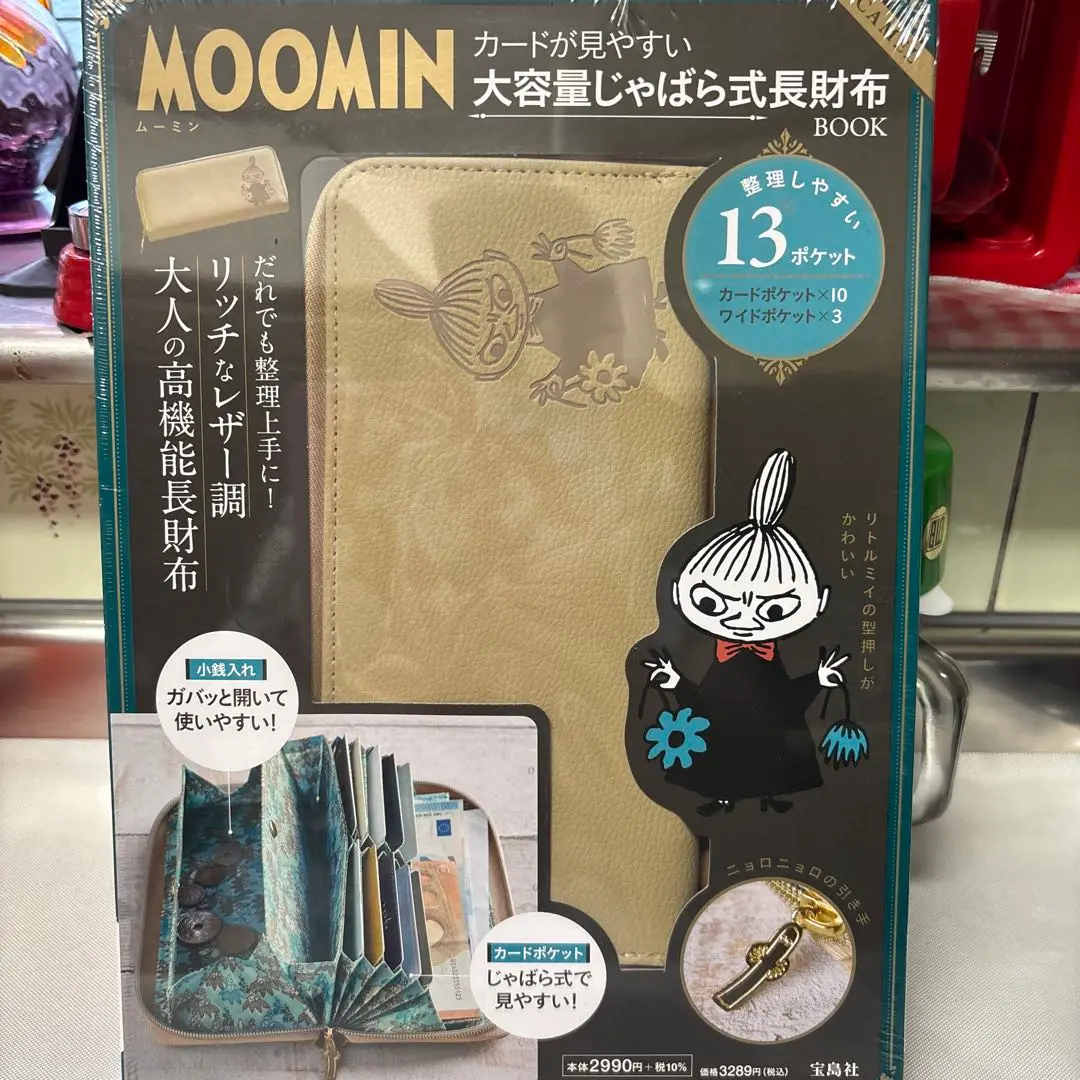 MOOMIN
ムーミン
カードが見やすい
大容量じゃばら式長財布
BOOK
整理しやすい
13ポケット
カードポケット×10
ワイドポケット×3
だれでも整理上手に！
リッチなレザー調
大人の高機能長財布
リトルミイの型押しが
かわいい
小銭入れ
ガバッと開いて
使いやすい！
カードポケット
じゃばら式で
見やすい！
ニョロニョロの引き手
本体2990円＋税10%
価格3289円（税込）
宝島社